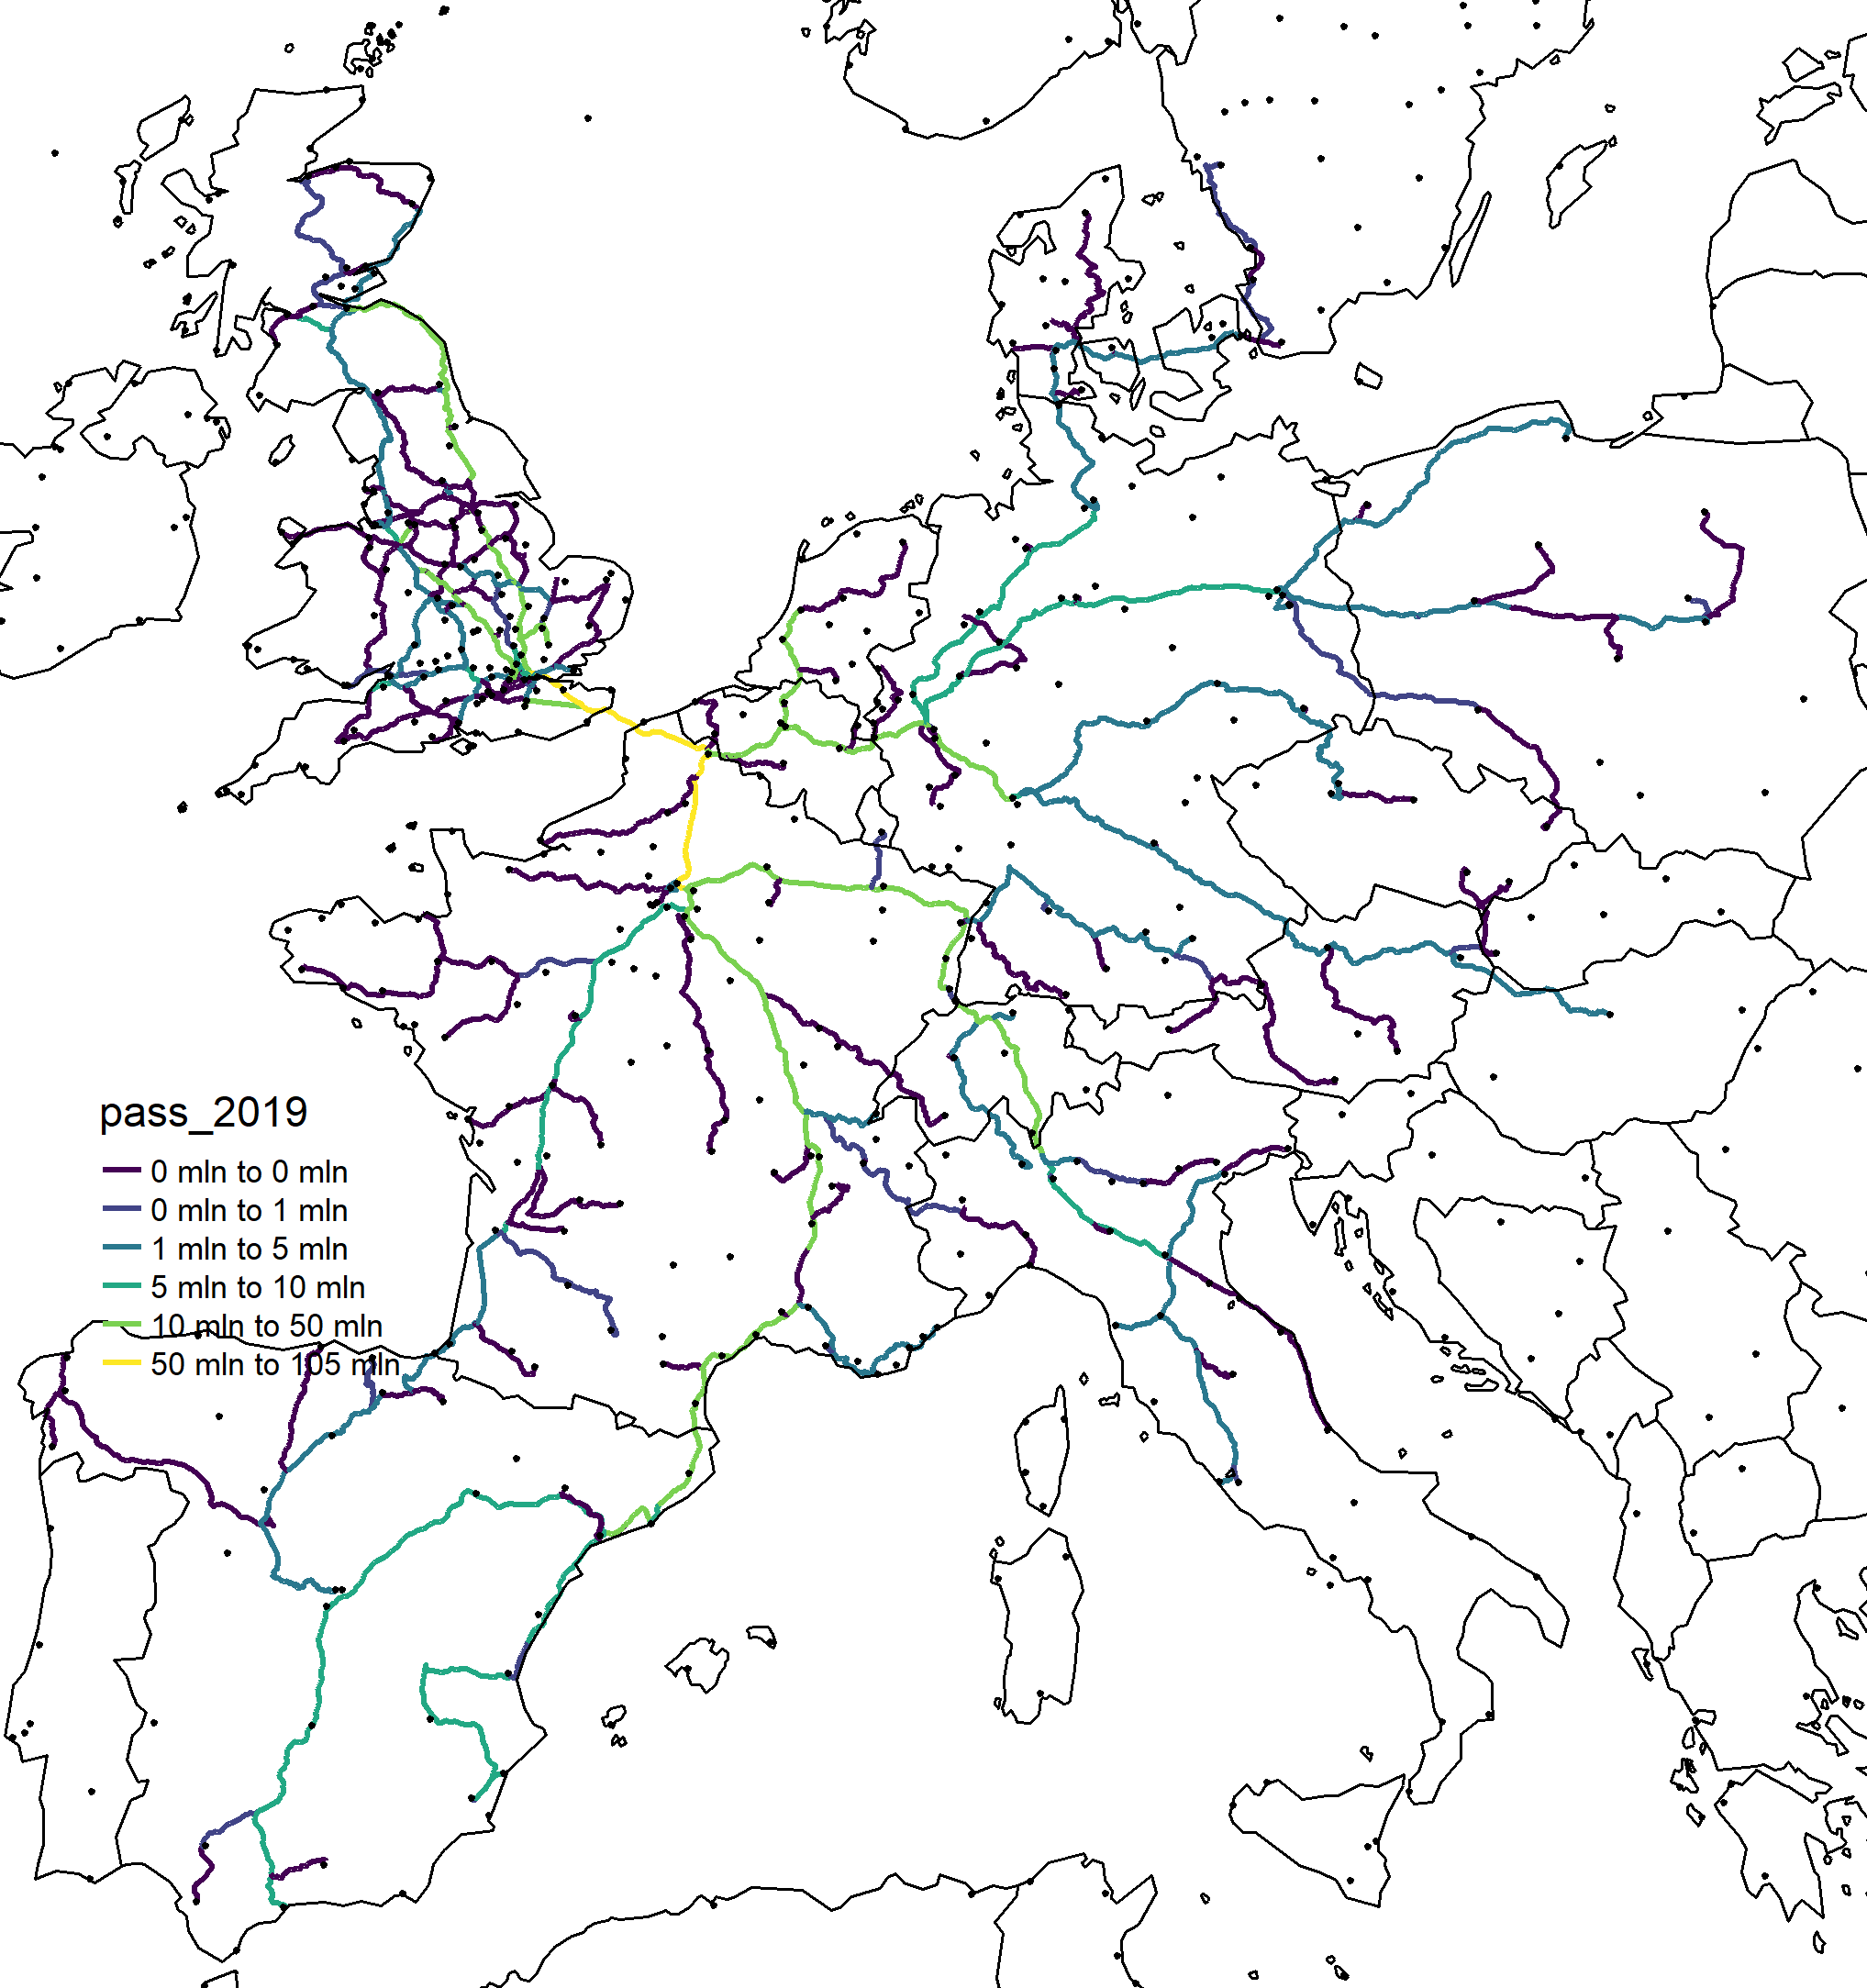 pass_2019
0 mln to 0 mln
0 mln to 1 mln
1 mln to 5 mln
5 mln to 10 mln
10 mln to 50 mln
50 mln to 105 mln